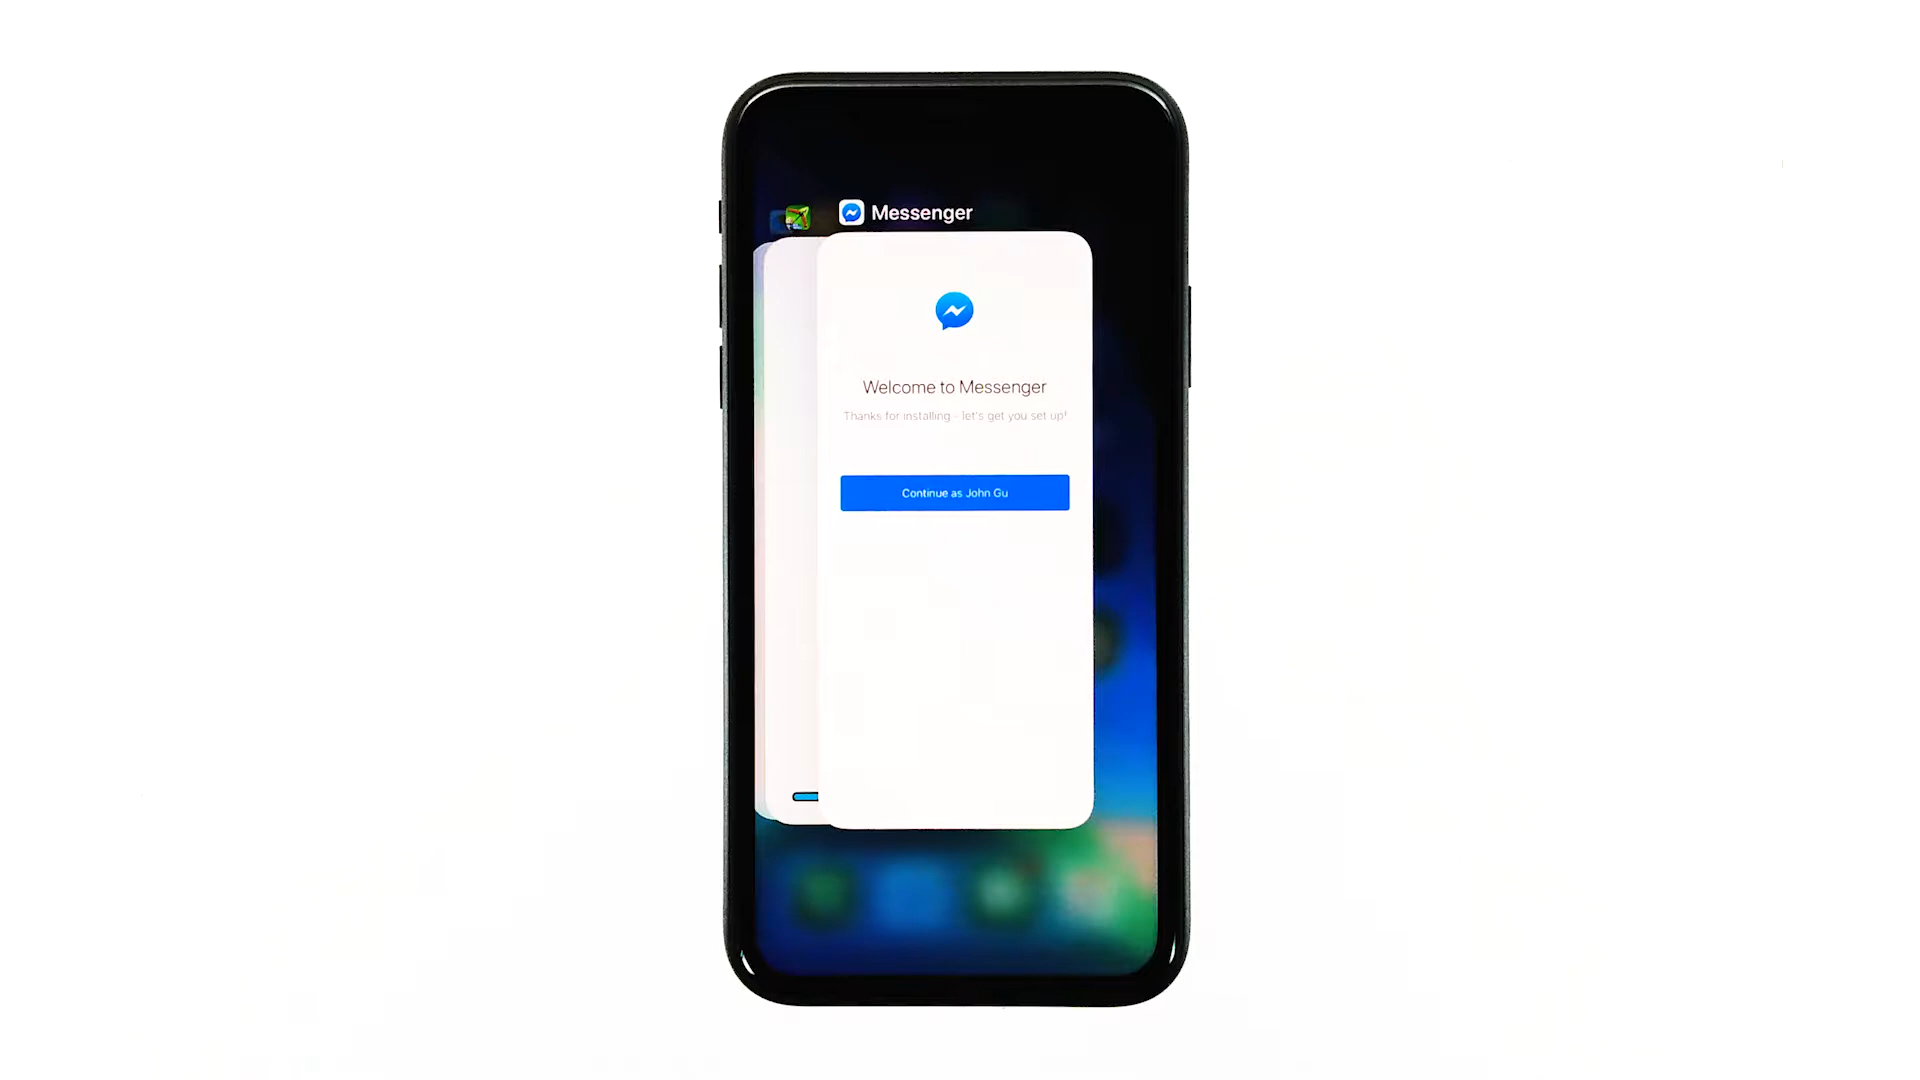 Messenger
Welcome to Messenger
Thanks for installing - let's get you set up!
Continue as John Gu